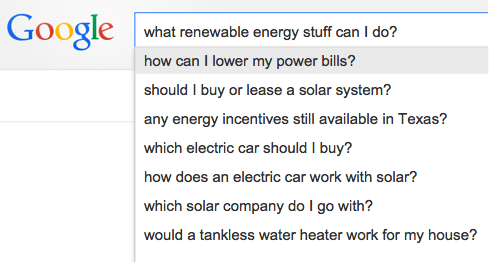 Google
what renewable energy stuff can I do?
how can I lower my power bills?
should I buy or lease a solar system?
any energy incentives still available in Texas?
which electric car should I buy?
how does an electric car work with solar?
which solar company do I go with?
would a tankless water heater work for my house?